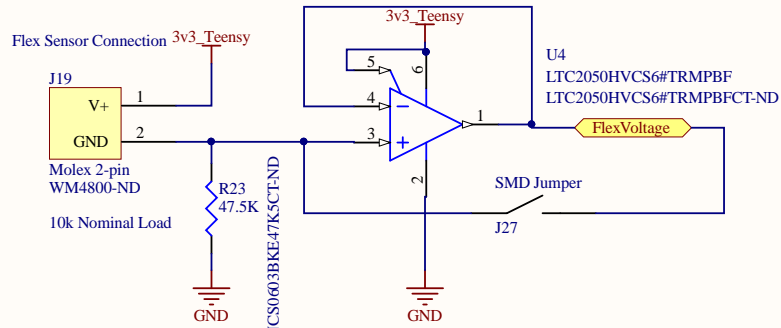 Flex Sensor Connection
3v3_Teensy
J19
V+
1
GND
2
Molex 2-pin
WM4800-ND
10k Nominal Load
R23
47.5K
CS0603BKE47K5CT-ND
GND
3v3_Teensy
5
6
4
3
1
2
U4
LTC2050HVCS6#TRMPBF
LTC2050HVCS6#TRMPBFCT-ND
FlexVoltage
SMD Jumper
J27
GND